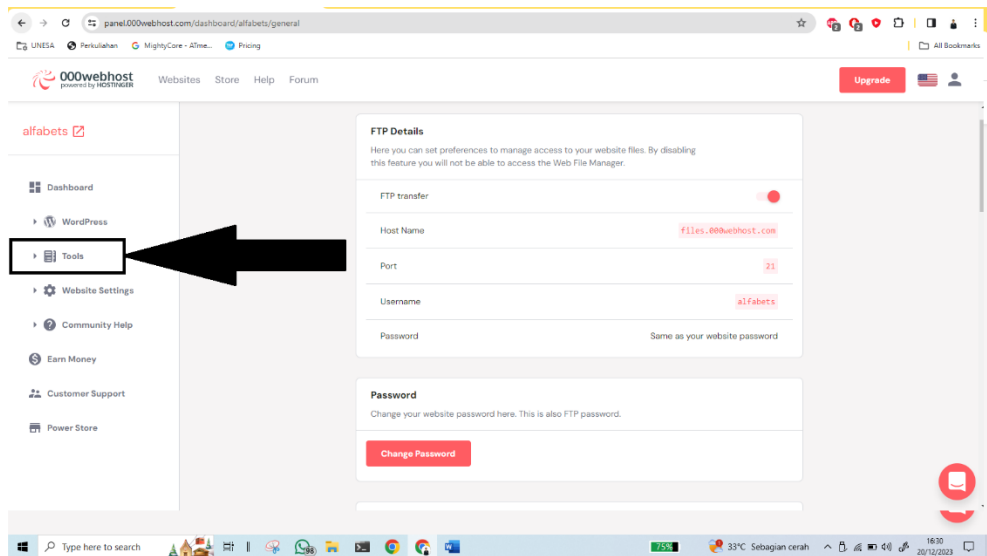 panel.000webhost.com/dashboard/alfabets/general
UNESA Perkuliahan MightyCore - ATme... Pricing All Bookmarks
000webhost
powered by HOSTINGER
Websites Store Help Forum Upgrade
alfabets
Dashboard
WordPress
Tools
Website Settings
Community Help
Earn Money
Customer Support
Power Store
FTP Details
Here you can set preferences to manage access to your website files. By disabling
this feature you will not be able to access the Web File Manager.
FTP transfer
Host Name files.000webhost.com
Port 21
Username alfabets
Password Same as your website password
Password
Change your website password here. This is also FTP password.
Change Password
Type here to search 75% 33°C Sebagian cerah 16:30
20/12/2023